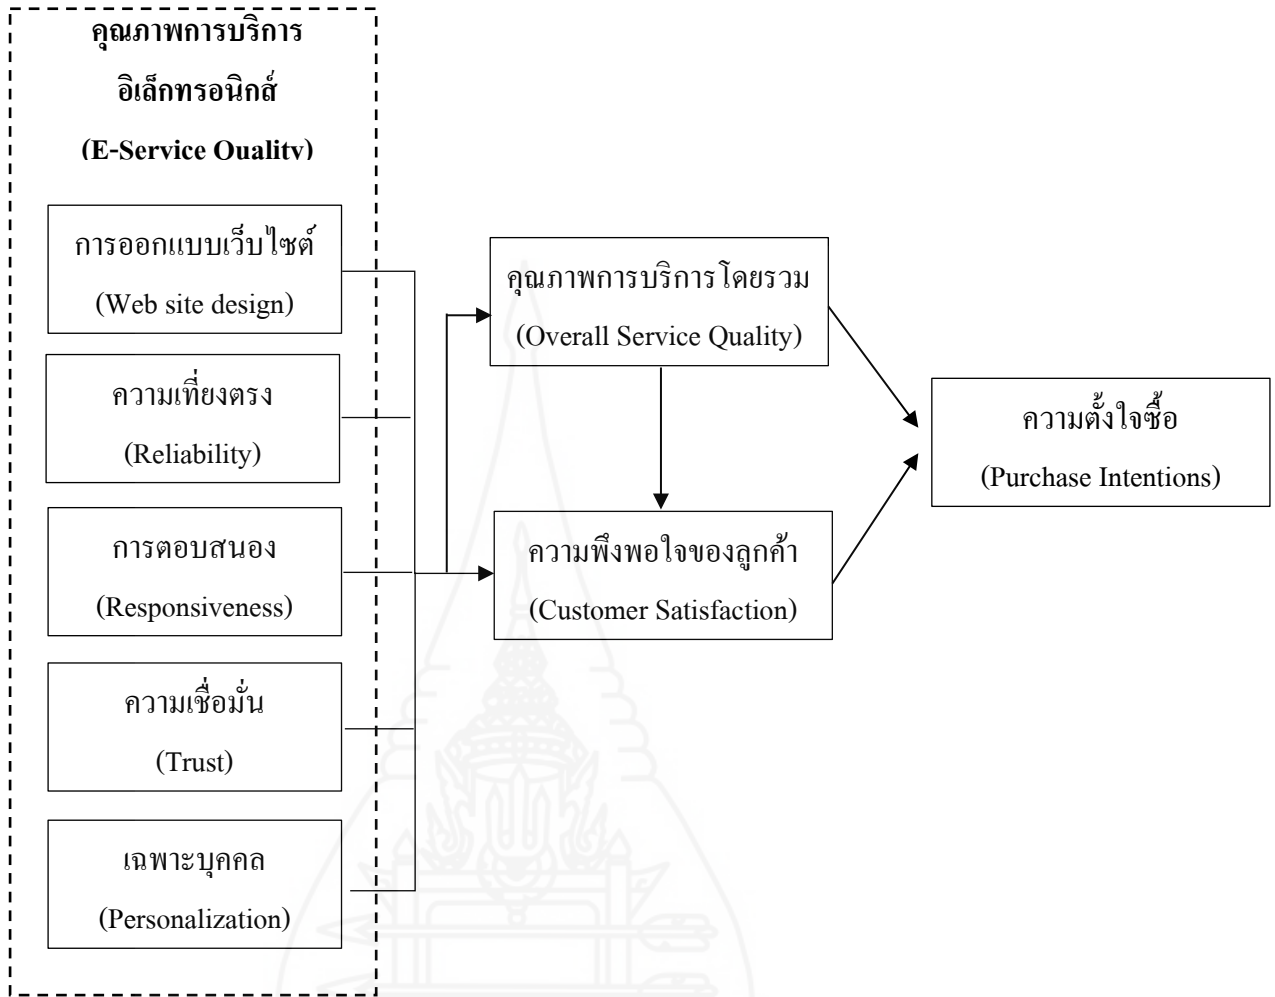 คุณภาพการบริการ
อิเล็กทรอนิกส์
(E-Service Quality)
การออกแบบเว็บไซต์
(Web site design)
ความเที่ยงตรง
(Reliability)
การตอบสนอง
(Responsiveness)
ความเชื่อมั่น
(Trust)
เฉพาะบุคคล
(Personalization)
คุณภาพการบริการโดยรวม
(Overall Service Quality)
ความพึงพอใจของลูกค้า
(Customer Satisfaction)
ความตั้งใจซื้อ
(Purchase Intentions)